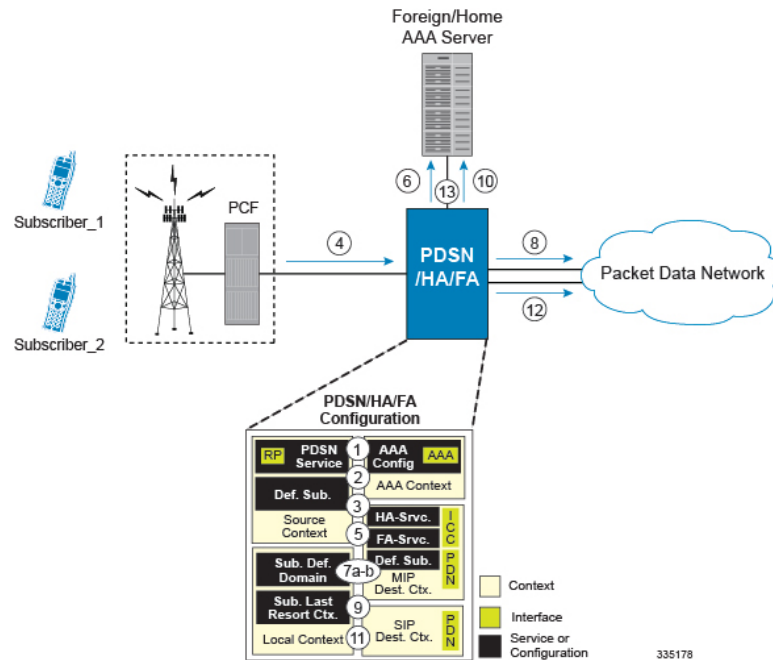 Foreign/Home
AAA Server
6
13
10
Subscriber_1
PCF
4
PDSN
/HA/FA
8
Packet Data Network
12
Subscriber_2
PDSN/HA/FA
Configuration
RP
PDSN
Service
1
AAA
Config
AAA
2
AAA Context
Def. Sub.
3
Source
Context
5
HA-Srvc.
ICC
FA-Srvc.
Sub. Def.
Domain
7a-b
Def. Sub.
PDN
MIP
Dest. Ctx.
Sub. Last
Resort Ctx.
9
Local Context
11
SIP
Dest. Ctx.
PDN
Context
Interface
Service or
Configuration
335178